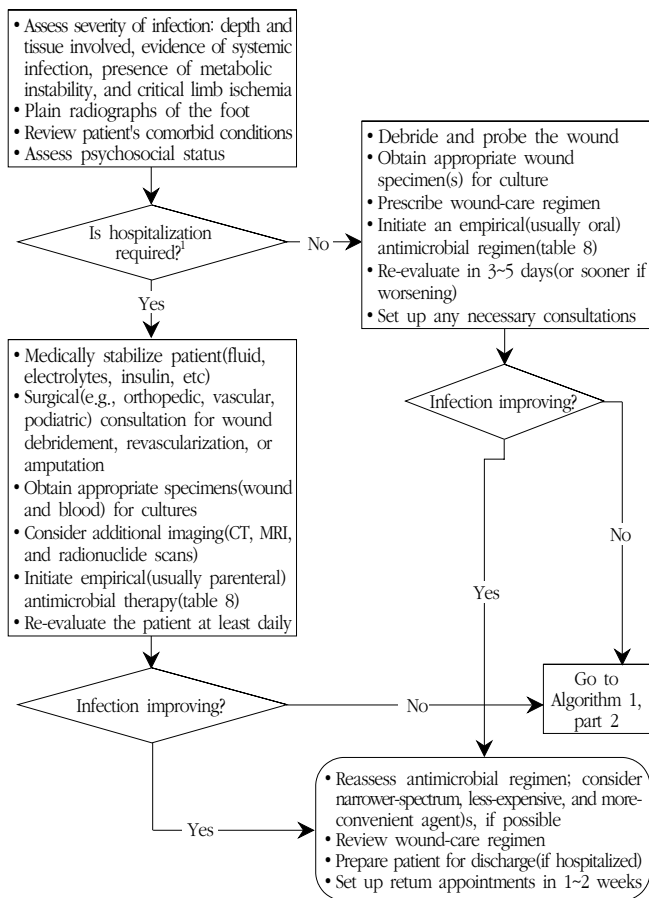 • Assess severity of infection: depth and
tissue involved, evidence of systemic
infection, presence of metabolic
instability, and critical limb ischemia
• Plain radiographs of the foot
• Review patient's comorbid conditions
• Assess psychosocial status
Is hospitalization
required?1
No
Yes
• Debride and probe the wound
• Obtain appropriate wound
specimen(s) for culture
• Prescribe wound-care regimen
• Initiate an empirical(usually oral)
antimicrobial regimen(table 8)
• Re-evaluate in 3~5 days(or sooner if
worsening)
• Set up any necessary consultations
• Medically stabilize patient(fluid,
electrolytes, insulin, etc)
• Surgical(e.g., orthopedic, vascular,
podiatric) consultation for wound
debridement, revascularization, or
amputation
• Obtain appropriate specimens(wound
and blood) for cultures
• Consider additional imaging(CT, MRI,
and radionuclide scans)
• Initiate empirical(usually parenteral)
antimicrobial therapy(table 8)
• Re-evaluate the patient at least daily
Infection improving?
No
Yes
Infection improving?
No
Yes
Go to
Algorithm 1,
part 2
• Reassess antimicrobial regimen; consider
narrower-spectrum, less-expensive, and more-
convenient agent)s, if possible
• Review wound-care regimen
• Prepare patient for discharge(if hospitalized)
• Set up return appointments in 1~2 weeks